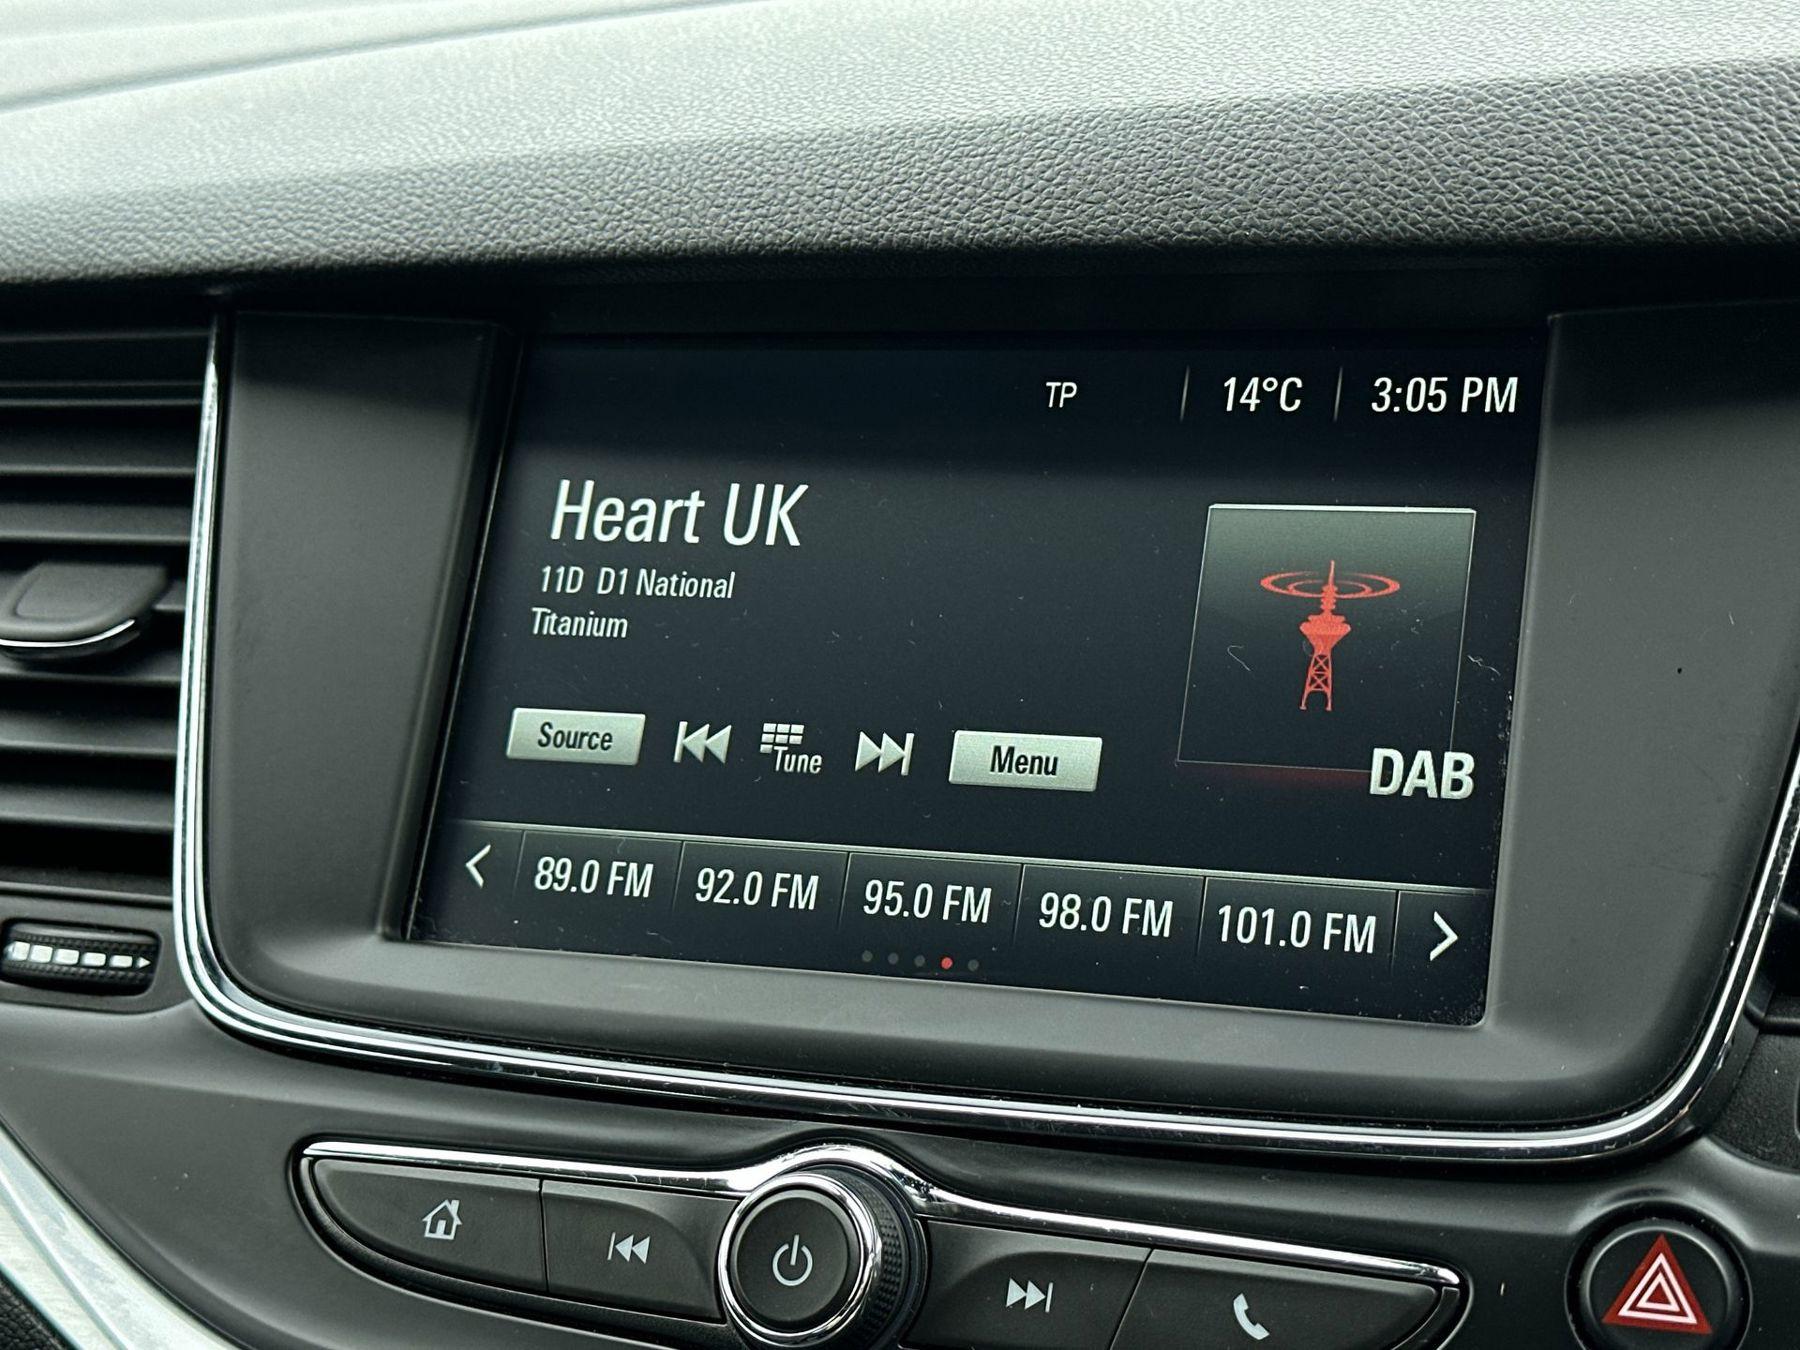 TP 14°C 3:05 PM
Heart UK
11D D1 National
Titanium
Source Tune Menu
DAB
89.0 FM 92.0 FM 95.0 FM 98.0 FM 101.0 FM